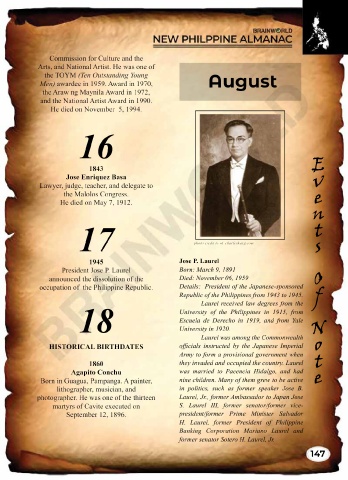 BRAINWORLD
NEW PHILPPINE ALMANAC
Commission for Culture and the
Arts, and National Artist. He was one of
the TOYM (Ten Outstanding Young
Men) awardee in 1959. Award in 1970,
the Araw ng Maynila Award in 1972,
and the National Artist Award in 1990.
He died on November 5, 1994.
16
1843
Jose Enriquez Basa
Lawyer, judge, teacher, and delegate to
the Malolos Congress.
He died on May 7, 1912.
17
1945
President Jose P. Laurel
announced the dissolution of the
occupation of the Philippine Republic.
18
HISTORICAL BIRTHDATES
1860
Agapito Conchu
Born in Guagua, Pampanga. A painter,
lithographer, musician, and
photographer. He was one of the thirteen
martyrs of Cavite executed on
September 12, 1896.
August
Jose P. Laurel
Born: March 9, 1891
Died: November 06, 1959
Details: President of the Japanese-sponsored
Republic of the Philippines from 1943 to 1945.
Laurel received law degrees from the
University of the Philippines in 1915, from
Escuela de Derecho in 1919, and from Yale
University in 1920.
Laurel was among the Commonwealth
officials instructed by the Japanese Imperial
Army to form a provisional government when
they invaded and occupied the country. Laurel
was married to Pacencia Hidalgo, and had
nine children. Many of them grew to be active
in politics, such as former speaker Jose B.
Laurel, Jr., former Ambassador to Japan Jose
S. Laurel III, former senator/former vice-
president/former Prime Minister Salvador
H. Laurel, former President of Philippine
Banking Corporation Mariano Laurel and
former senator Sotero H. Laurel, Jr.
Events Of Note
147